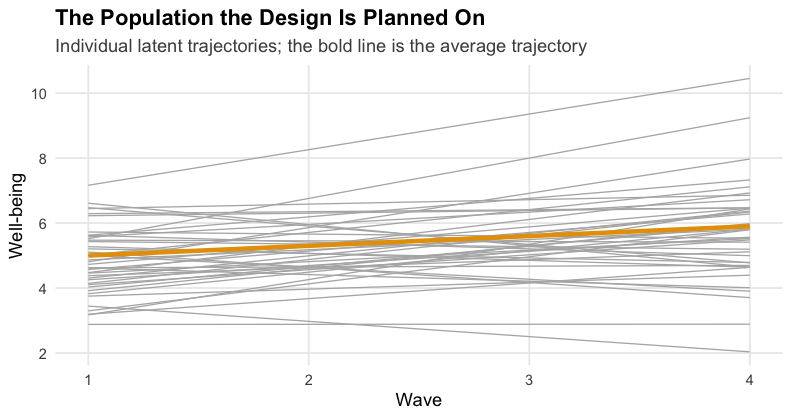 The Population the Design Is Planned On
Individual latent trajectories; the bold line is the average trajectory
10
8
6
4
2
Well-being
1 2 3 4
Wave